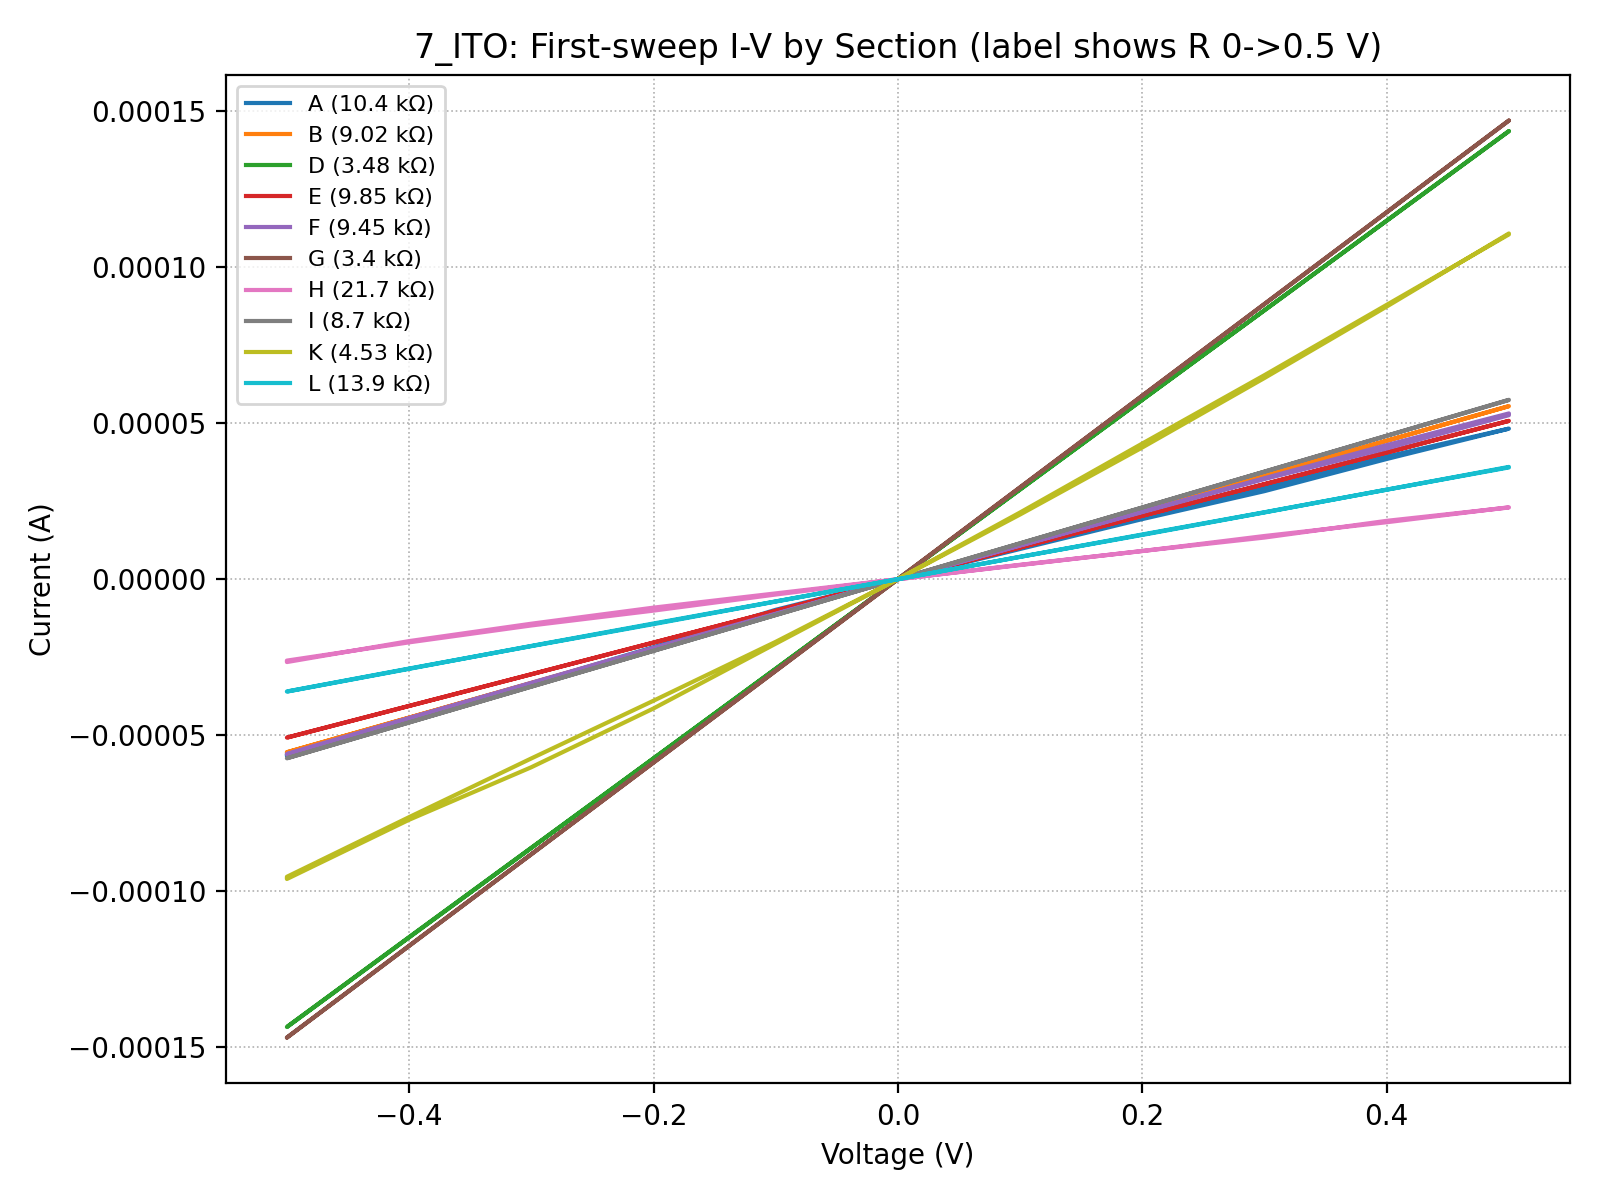 7_ITO: First-sweep I-V by Section (label shows R 0->0.5 V)
A (10.4 kΩ)
B (9.02 kΩ)
D (3.48 kΩ)
E (9.85 kΩ)
F (9.45 kΩ)
G (3.4 kΩ)
H (21.7 kΩ)
I (8.7 kΩ)
K (4.53 kΩ)
L (13.9 kΩ)
Current (A)
0.00015
0.00010
0.00005
0.00000
−0.00005
−0.00010
−0.00015
−0.4
−0.2
0.0
0.2
0.4
Voltage (V)